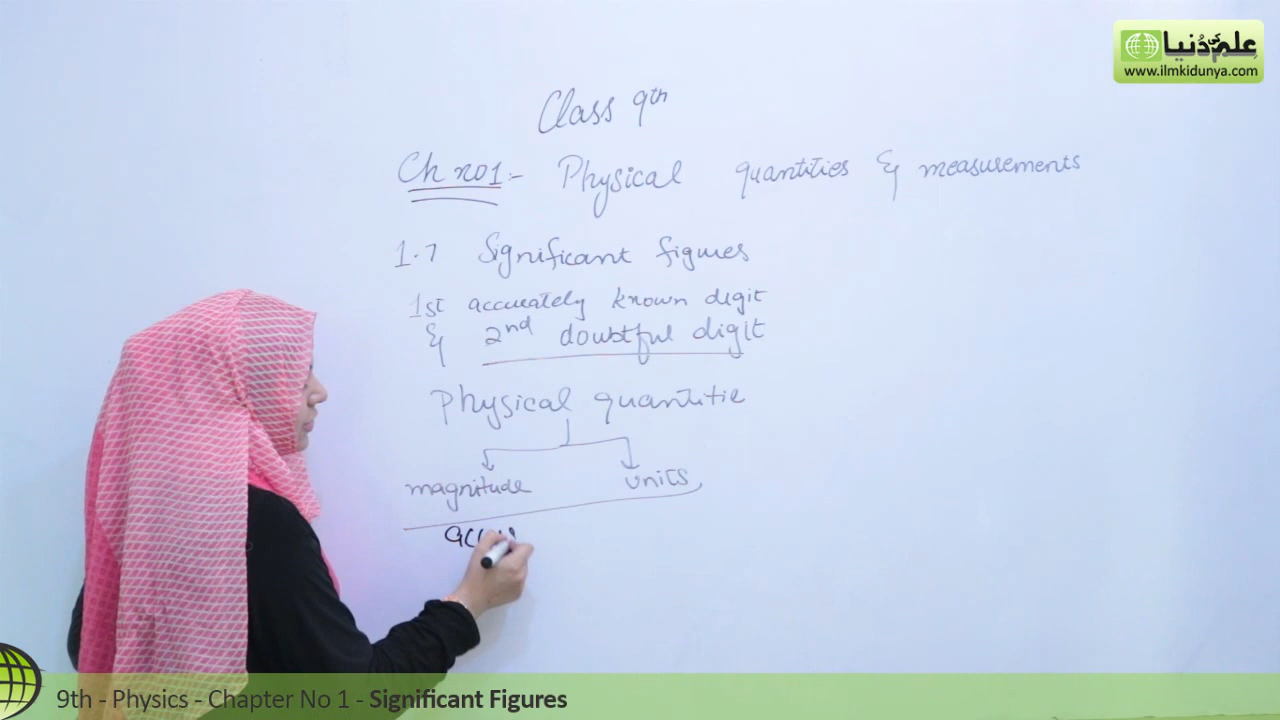 علم کی دُنیا
www.ilmkidunya.com
Class 9th
Ch no1:- Physical quantities & measurements
1.7 Significant figures
1st accurately known digit
& 2nd doubtful digit
Physical quantitie
magnitude units
9th - Physics - Chapter No 1 - Significant Figures